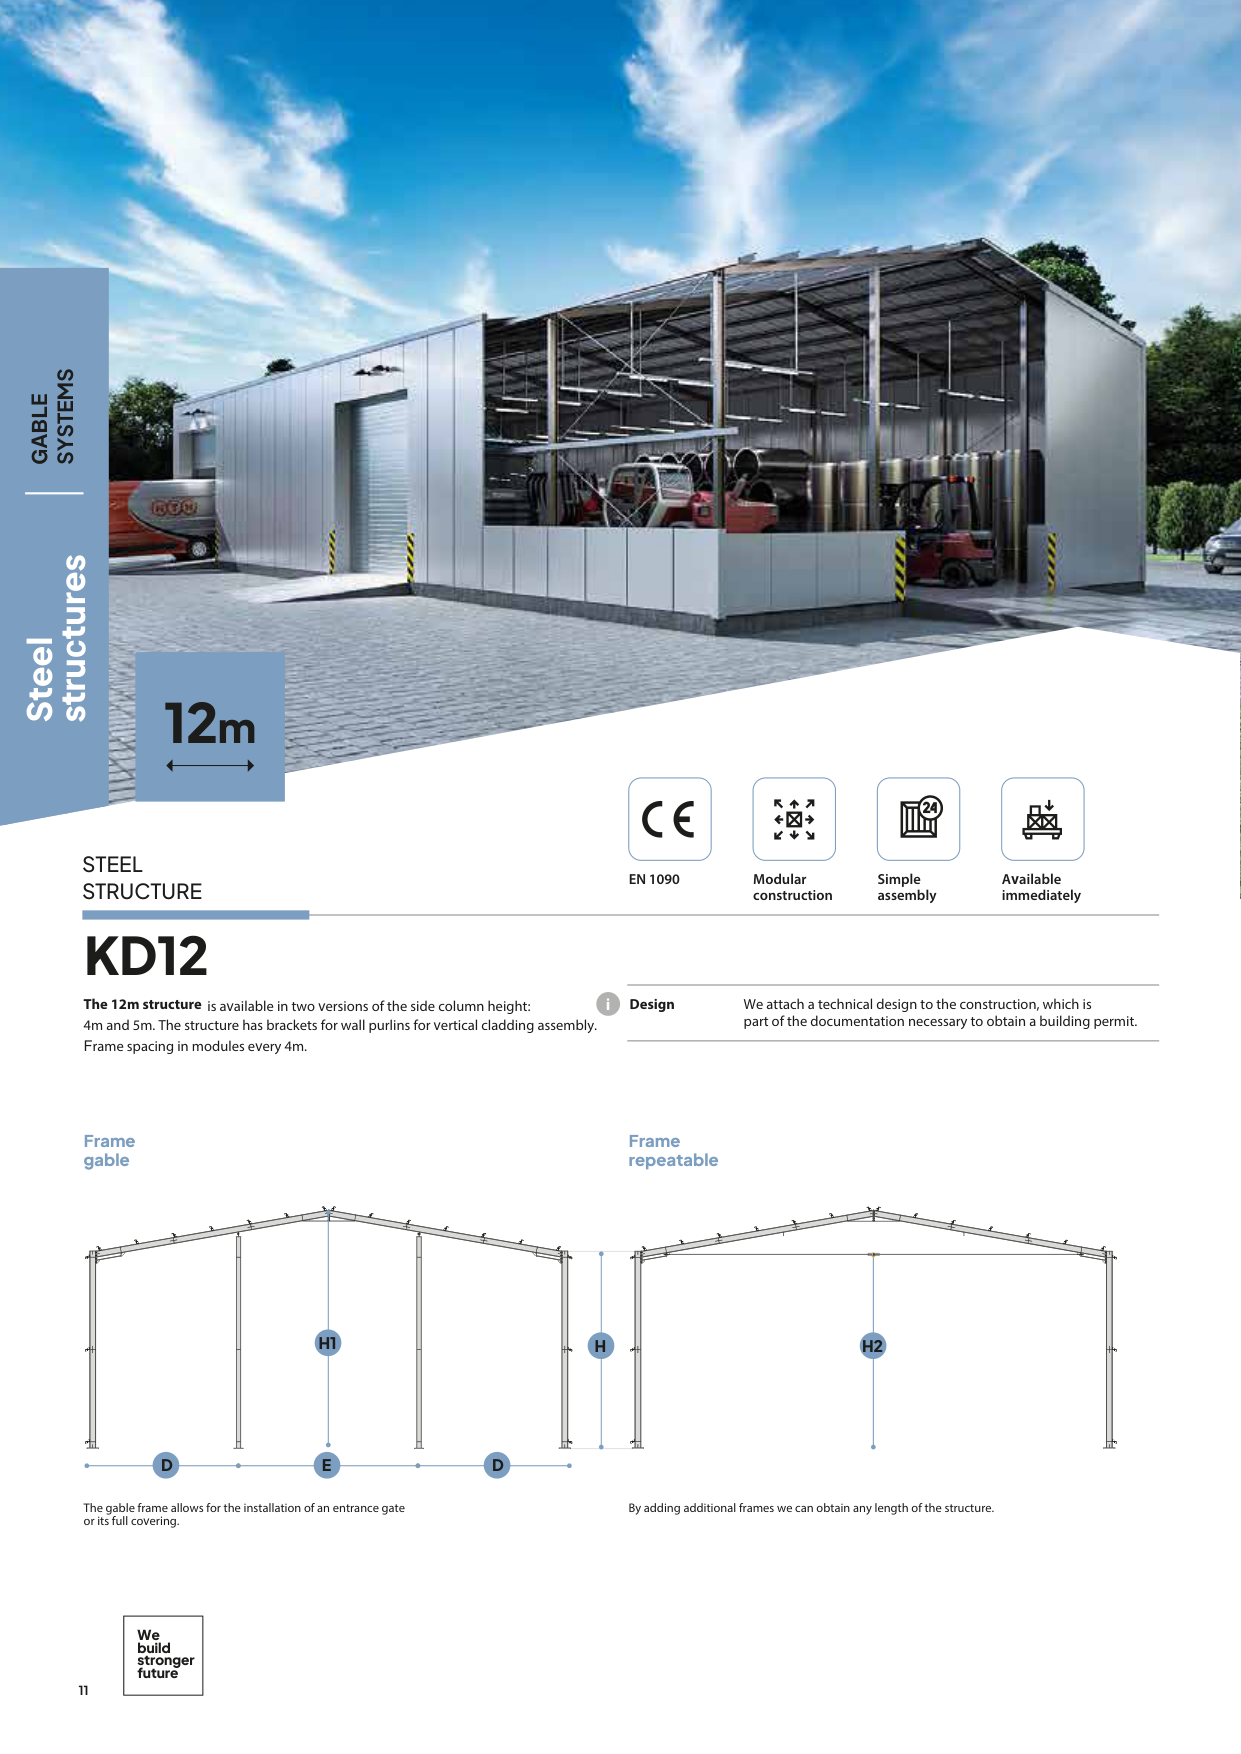 GABLE
SYSTEMS
Steel
structures
12m
EN 1090
Modular
construction
24
Simple
assembly
Available
immediately
STEEL
STRUCTURE
KD12
The 12m structure is available in two versions of the side column height:
4m and 5m. The structure has brackets for wall purlins for vertical cladding assembly.
Frame spacing in modules every 4m.
i Design
We attach a technical design to the construction, which is
part of the documentation necessary to obtain a building permit.
Frame
gable
H1
H
D E D
The gable frame allows for the installation of an entrance gate
or its full covering.
Frame
repeatable
H2
By adding additional frames we can obtain any length of the structure.
We
build
stronger
future
11